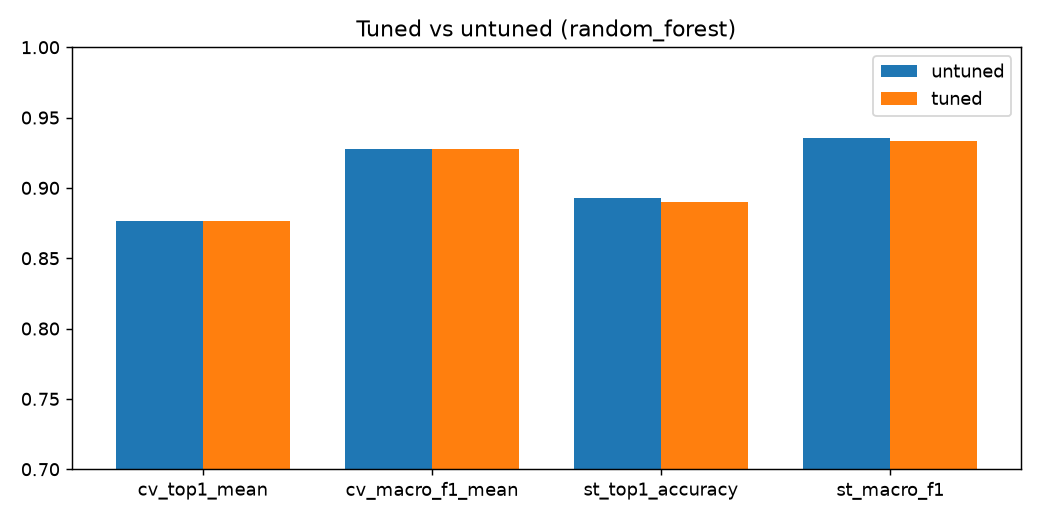 Tuned vs untuned (random_forest)
1.00
0.95
0.90
0.85
0.80
0.75
0.70
untuned
tuned
cv_top1_mean
cv_macro_f1_mean
st_top1_accuracy
st_macro_f1